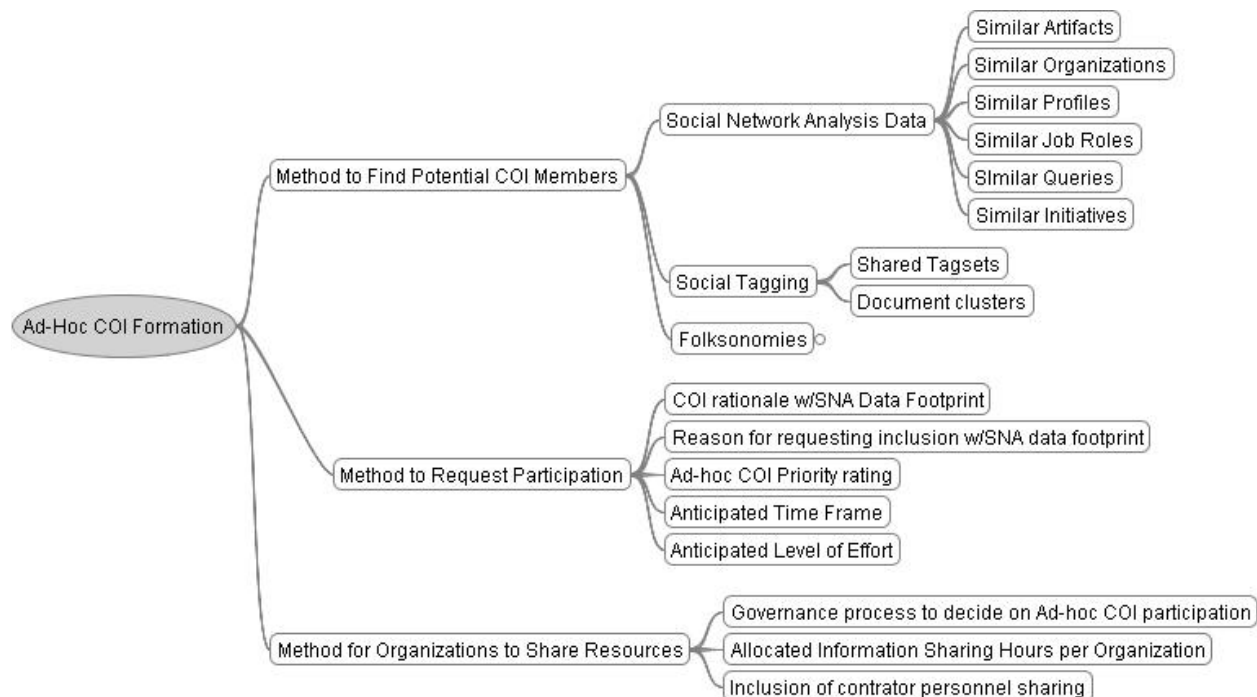 Ad-Hoc COI Formation
Method to Find Potential COI Members
Social Network Analysis Data
Similar Artifacts
Similar Organizations
Similar Profiles
Similar Job Roles
SImilar Queries
Similar Initiatives
Social Tagging
Shared Tagsets
Document clusters
Folksonomies
Method to Request Participation
COI rationale w/SNA Data Footprint
Reason for requesting inclusion w/SNA data footprint
Ad-hoc COI Priority rating
Anticipated Time Frame
Anticipated Level of Effort
Method for Organizations to Share Resources
Governance process to decide on Ad-hoc COI participation
Allocated Information Sharing Hours per Organization
Inclusion of contrator personnel sharing